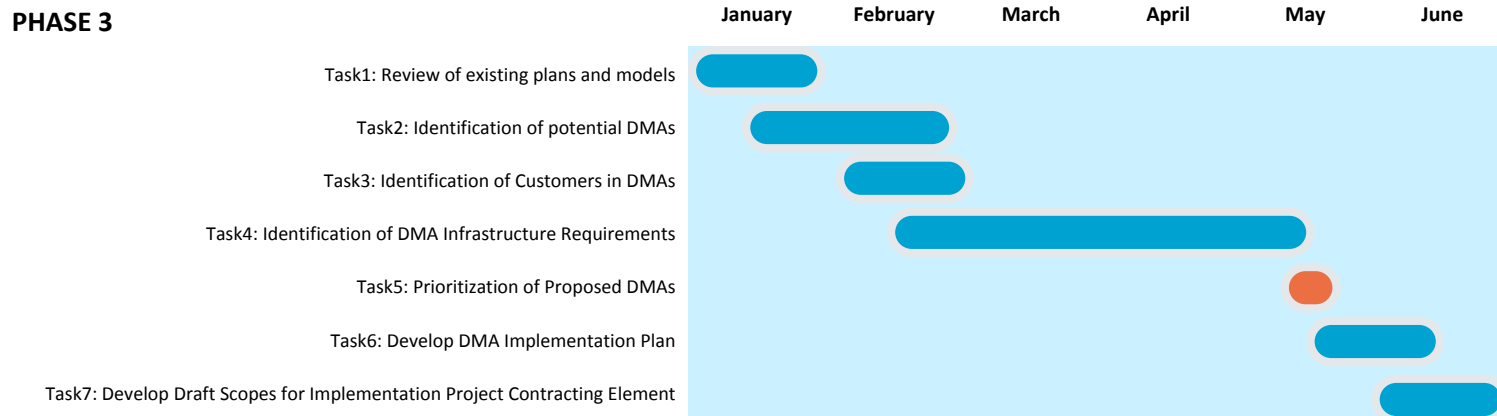 PHASE 3
January February March April May June
Task1: Review of existing plans and models
Task2: Identification of potential DMAs
Task3: Identification of Customers in DMAs
Task4: Identification of DMA Infrastructure Requirements
Task5: Prioritization of Proposed DMAs
Task6: Develop DMA Implementation Plan
Task7: Develop Draft Scopes for Implementation Project Contracting Element